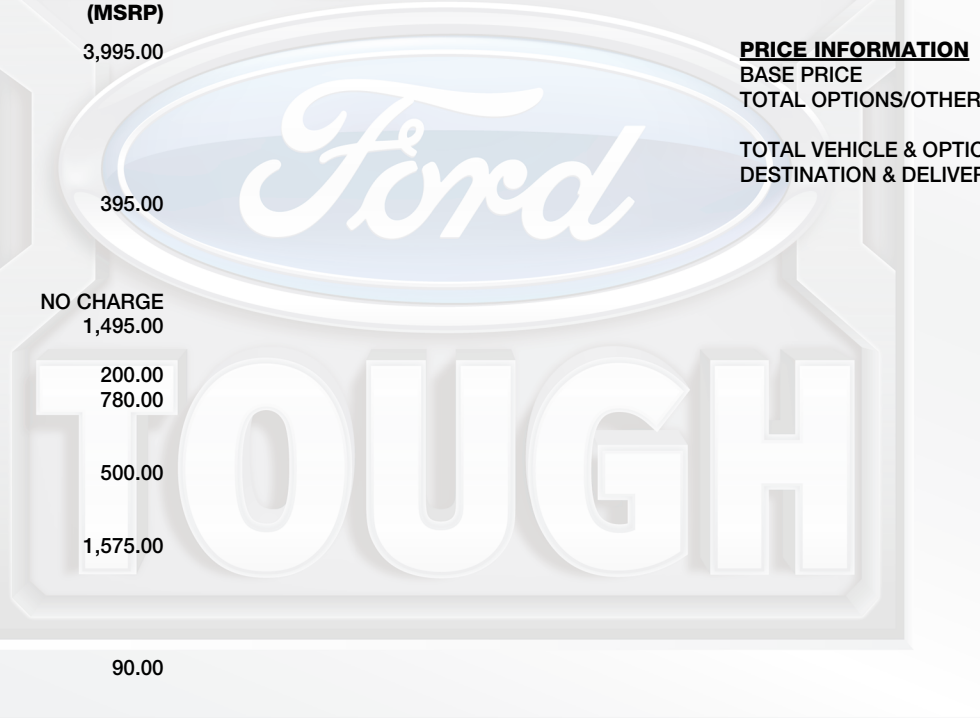 (MSRP)
3,995.00
395.00
NO CHARGE
1,495.00
200.00
780.00
500.00
1,575.00
90.00
PRICE INFORMATION
BASE PRICE
TOTAL OPTIONS/OTHER
TOTAL VEHICLE & OPTIO
DESTINATION & DELIVER
Ford
TOUGH